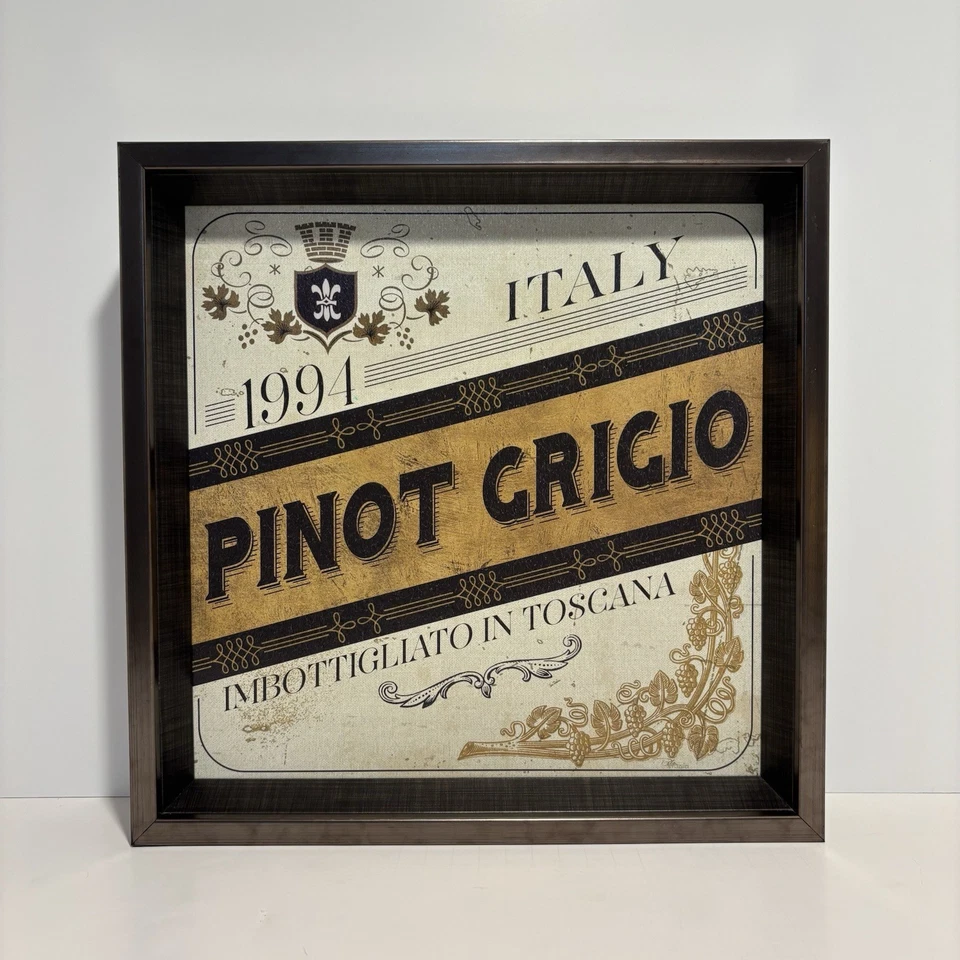 ITALY
1994
PINOT GRIGIO
IMBOTTIGLIATO IN TOSCANA